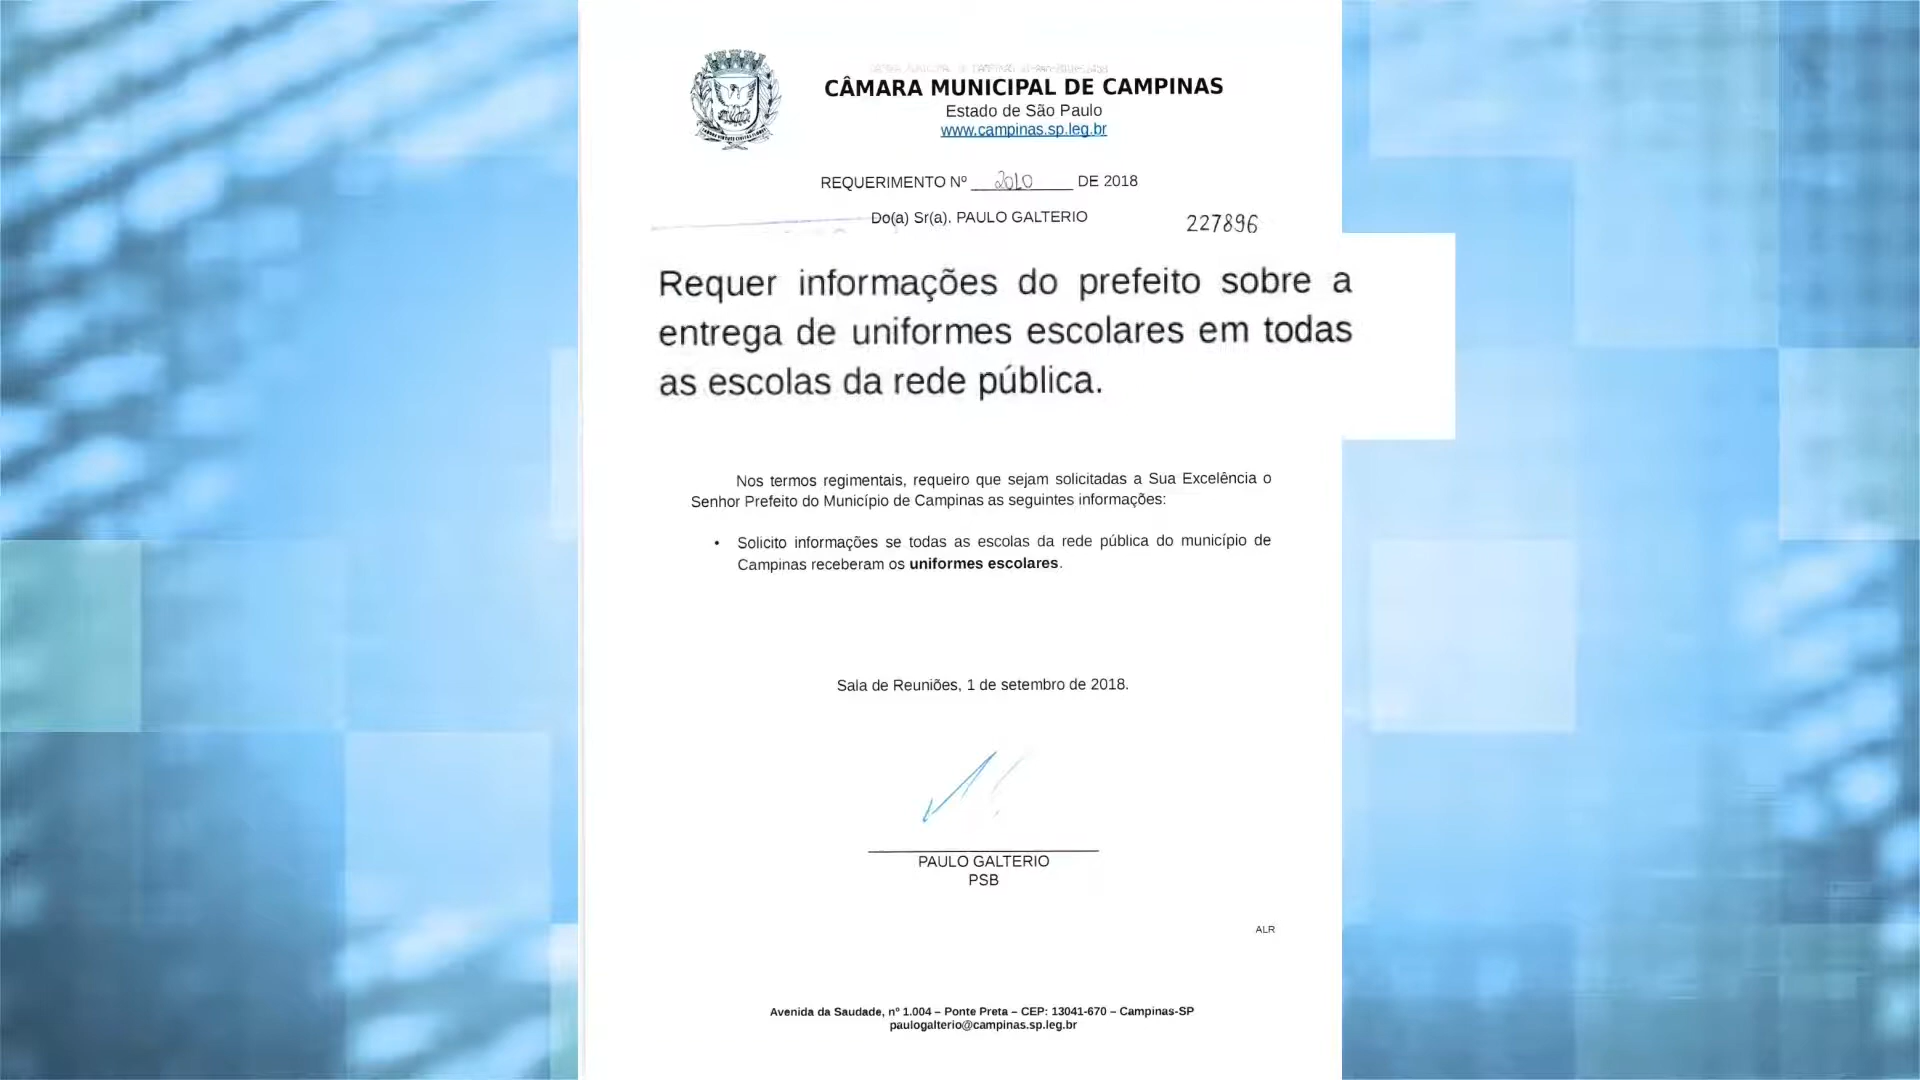 CÂMARA MUNICIPAL DE CAMPINAS
Estado de São Paulo
www.campinas.sp.leg.br
REQUERIMENTO Nº 2010 DE 2018
Do(a) Sr(a). PAULO GALTERIO
227896
Requer informações do prefeito sobre a
entrega de uniformes escolares em todas
as escolas da rede pública.
Nos termos regimentais, requeiro que sejam solicitadas a Sua Excelência o
Senhor Prefeito do Município de Campinas as seguintes informações:
• Solicito informações se todas as escolas da rede pública do município de
Campinas receberam os uniformes escolares.
Sala de Reuniões, 1 de setembro de 2018.
PAULO GALTERIO
PSB
ALR
Avenida da Saudade, nº 1.004 – Ponte Preta – CEP: 13041-670 – Campinas-SP
paulogalterio@campinas.sp.leg.br